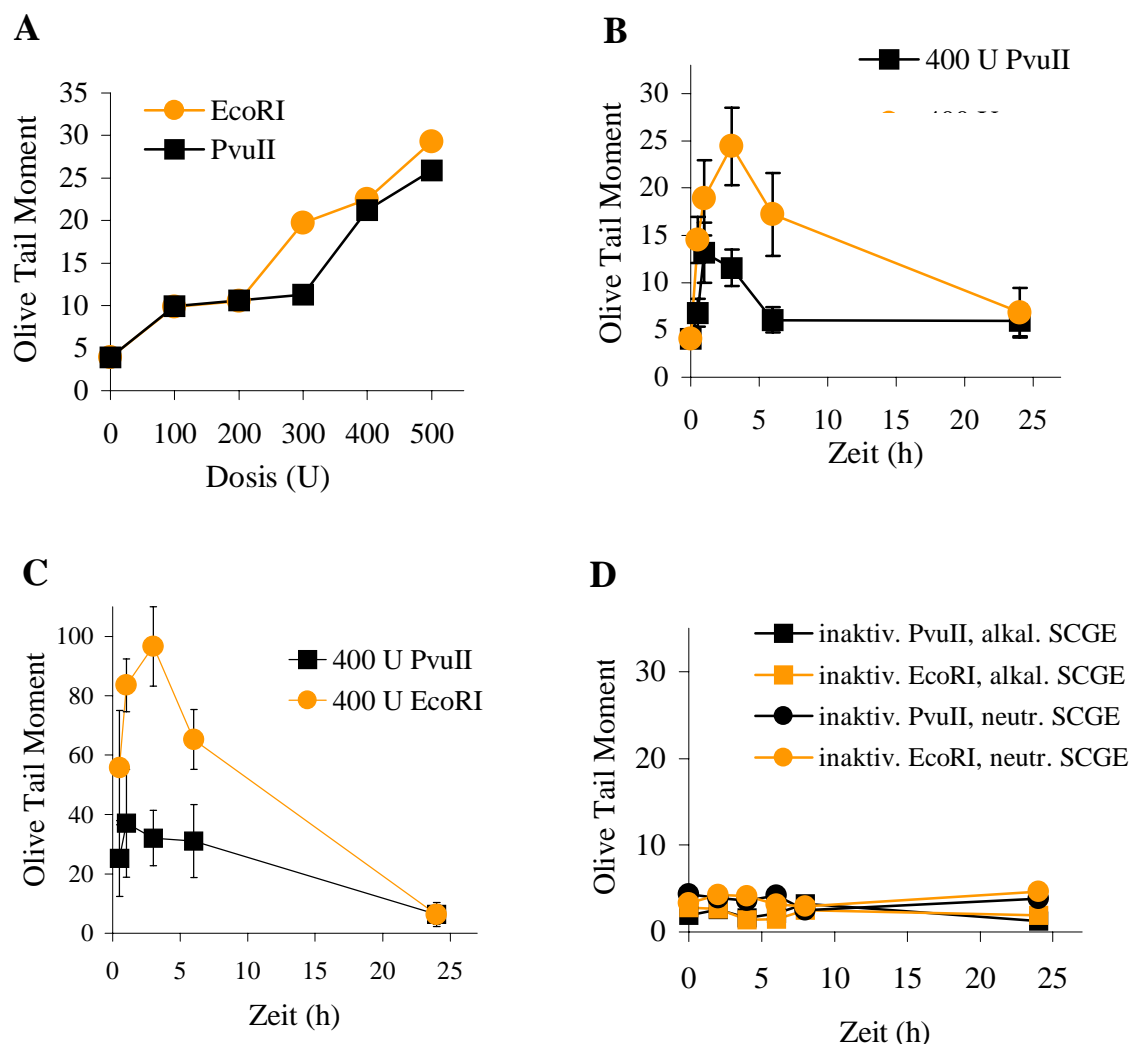 A
Olive Tail Moment
35
30
25
20
15
10
5
0
EcoRI
PvuII
0 100 200 300 400 500
Dosis (U)
B
400 U PvuII
Olive Tail Moment
30
25
20
15
10
5
0
0 5 10 15 20 25
Zeit (h)
C
Olive Tail Moment
100
80
60
40
20
0
400 U PvuII
400 U EcoRI
0 5 10 15 20 25
Zeit (h)
D
inaktiv. PvuII, alkal. SCGE
inaktiv. EcoRI, alkal. SCGE
inaktiv. PvuII, neutr. SCGE
inaktiv. EcoRI, neutr. SCGE
Olive Tail Moment
30
20
10
0
0 5 10 15 20 25
Zeit (h)